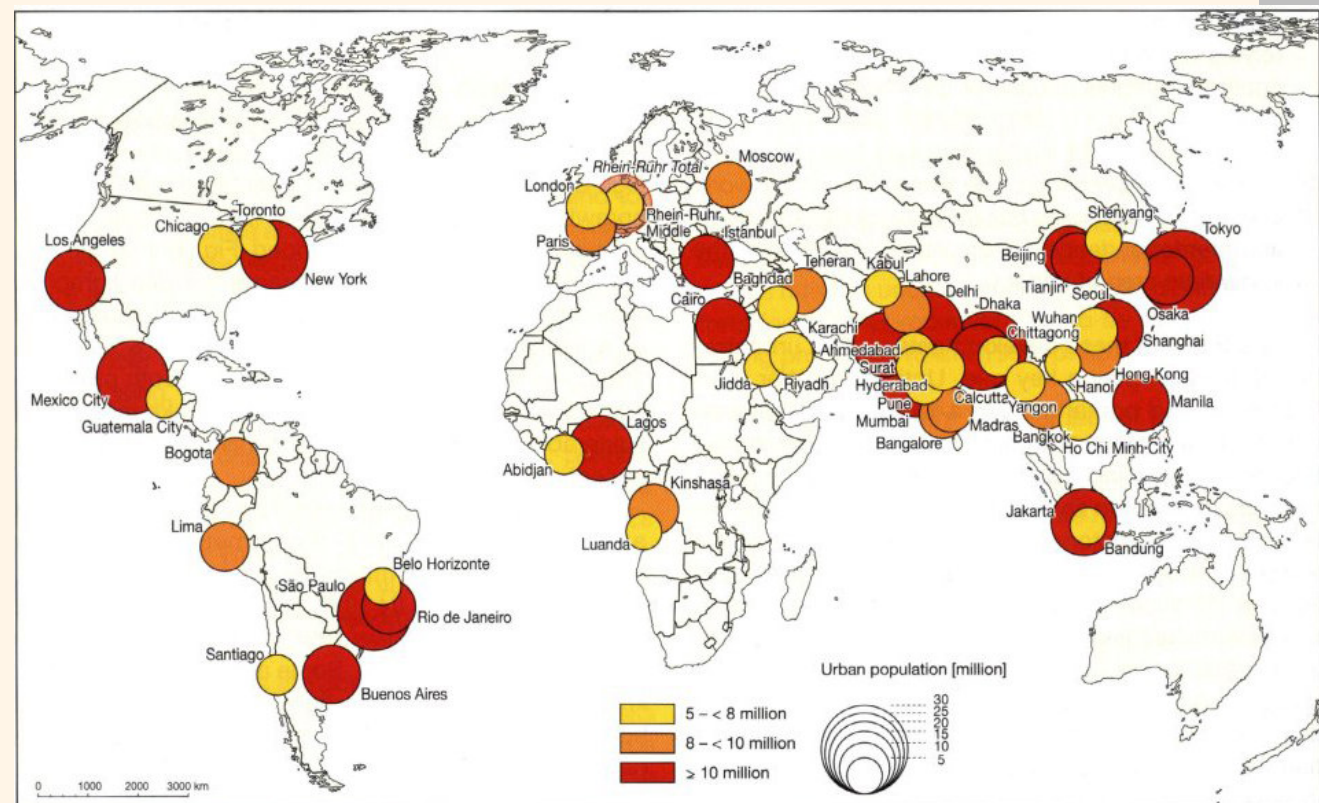 Moscow
Rhein-Rühr Total
London
Rhein-Ruhr
Middle
Istanbul
Paris
Shenyang
Toronto
Chicago
Los Angeles
New York
Teheran
Kabul
Tokyo
Baghdad
Lahore
Beijing
Delhi
Cairo
Dhaka
Tianjin
Seoul
Osaka
Karachi
Wuhan
Chittagong
Shanghai
Ahmedabad
Surat
Jidda
Riyadh
Hyderabad
Hanoi
Hong Kong
Mexico City
Calcutta
Pune
Yangon
Manila
Guatemala City
Mumbai
Madras
Lagos
Bangkok
Bangalore
Ho Chi Minh City
Bogota
Abidjan
Kinshasa
Jakarta
Lima
Luanda
Bandung
Belo Horizonte
São Paulo
Rio de Janeiro
Santiago
Buenos Aires
Urban population [million]
30
25
20
15
10
5
5 – < 8 million
8 – < 10 million
≥ 10 million
0 1000 2000 3000 km